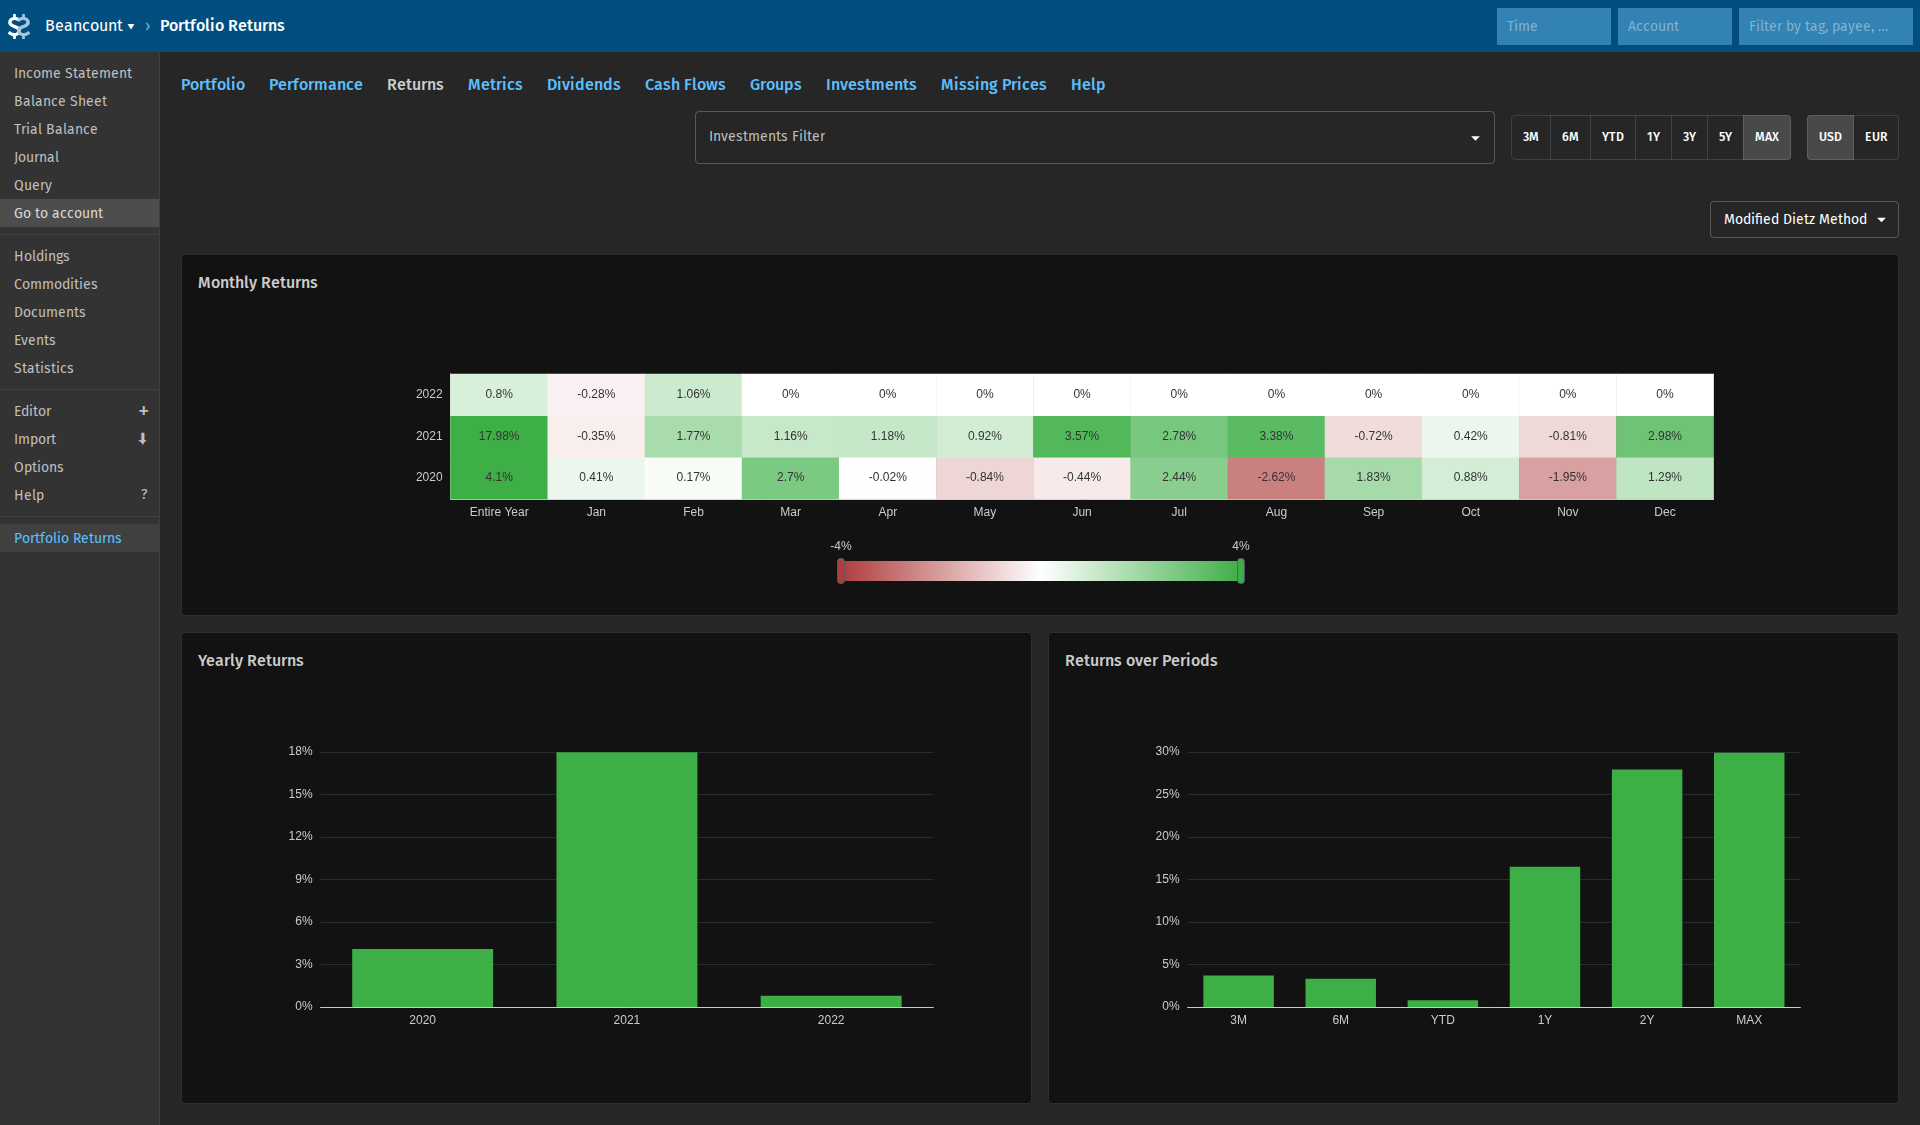 Beancount ▾ › Portfolio Returns
Time
Account
Filter by tag, payee, ...
Income Statement
Balance Sheet
Trial Balance
Journal
Query
Go to account
Holdings
Commodities
Documents
Events
Statistics
Editor +
Import ⬇
Options
Help ?
Portfolio Returns
Portfolio Performance Returns Metrics Dividends Cash Flows Groups Investments Missing Prices Help
Investments Filter
3M 6M YTD 1Y 3Y 5Y MAX
USD EUR
Modified Dietz Method
Monthly Returns
2022 0.8% -0.28% 1.06% 0% 0% 0% 0% 0% 0% 0% 0% 0% 0%
2021 17.98% -0.35% 1.77% 1.16% 1.18% 0.92% 3.57% 2.78% 3.38% -0.72% 0.42% -0.81% 2.98%
2020 4.1% 0.41% 0.17% 2.7% -0.02% -0.84% -0.44% 2.44% -2.62% 1.83% 0.88% -1.95% 1.29%
Entire Year Jan Feb Mar Apr May Jun Jul Aug Sep Oct Nov Dec
-4% 4%
Yearly Returns
18%
15%
12%
9%
6%
3%
0%
2020 2021 2022
Returns over Periods
30%
25%
20%
15%
10%
5%
0%
3M 6M YTD 1Y 2Y MAX